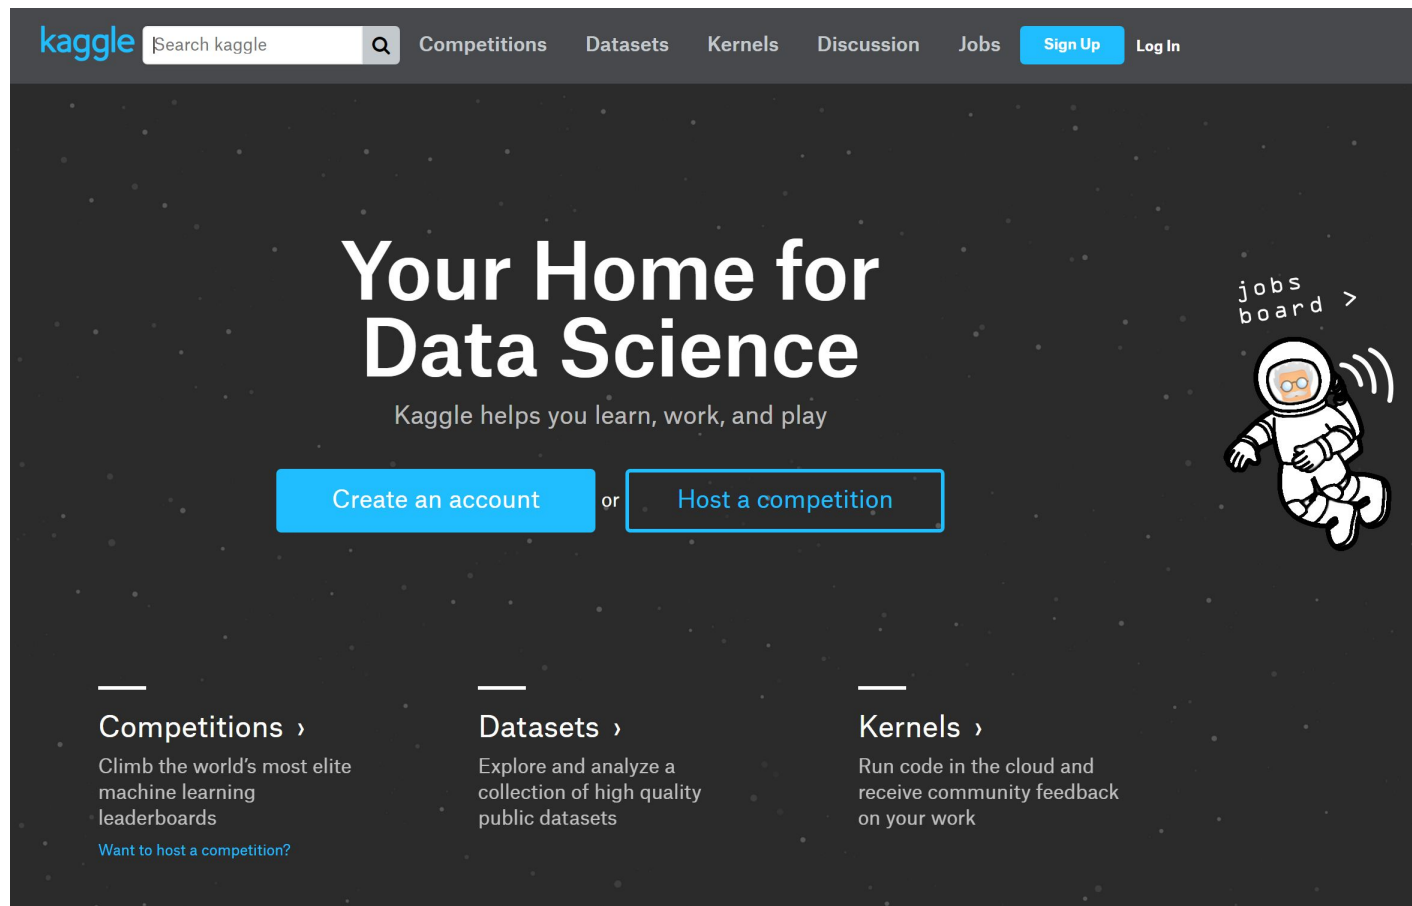 kaggle Search kaggle Competitions Datasets Kernels Discussion Jobs Sign Up Log In
Your Home for
Data Science
Kaggle helps you learn, work, and play
Create an account or Host a competition
jobs
board >
Competitions ›
Climb the world's most elite
machine learning
leaderboards
Want to host a competition?
Datasets ›
Explore and analyze a
collection of high quality
public datasets
Kernels ›
Run code in the cloud and
receive community feedback
on your work